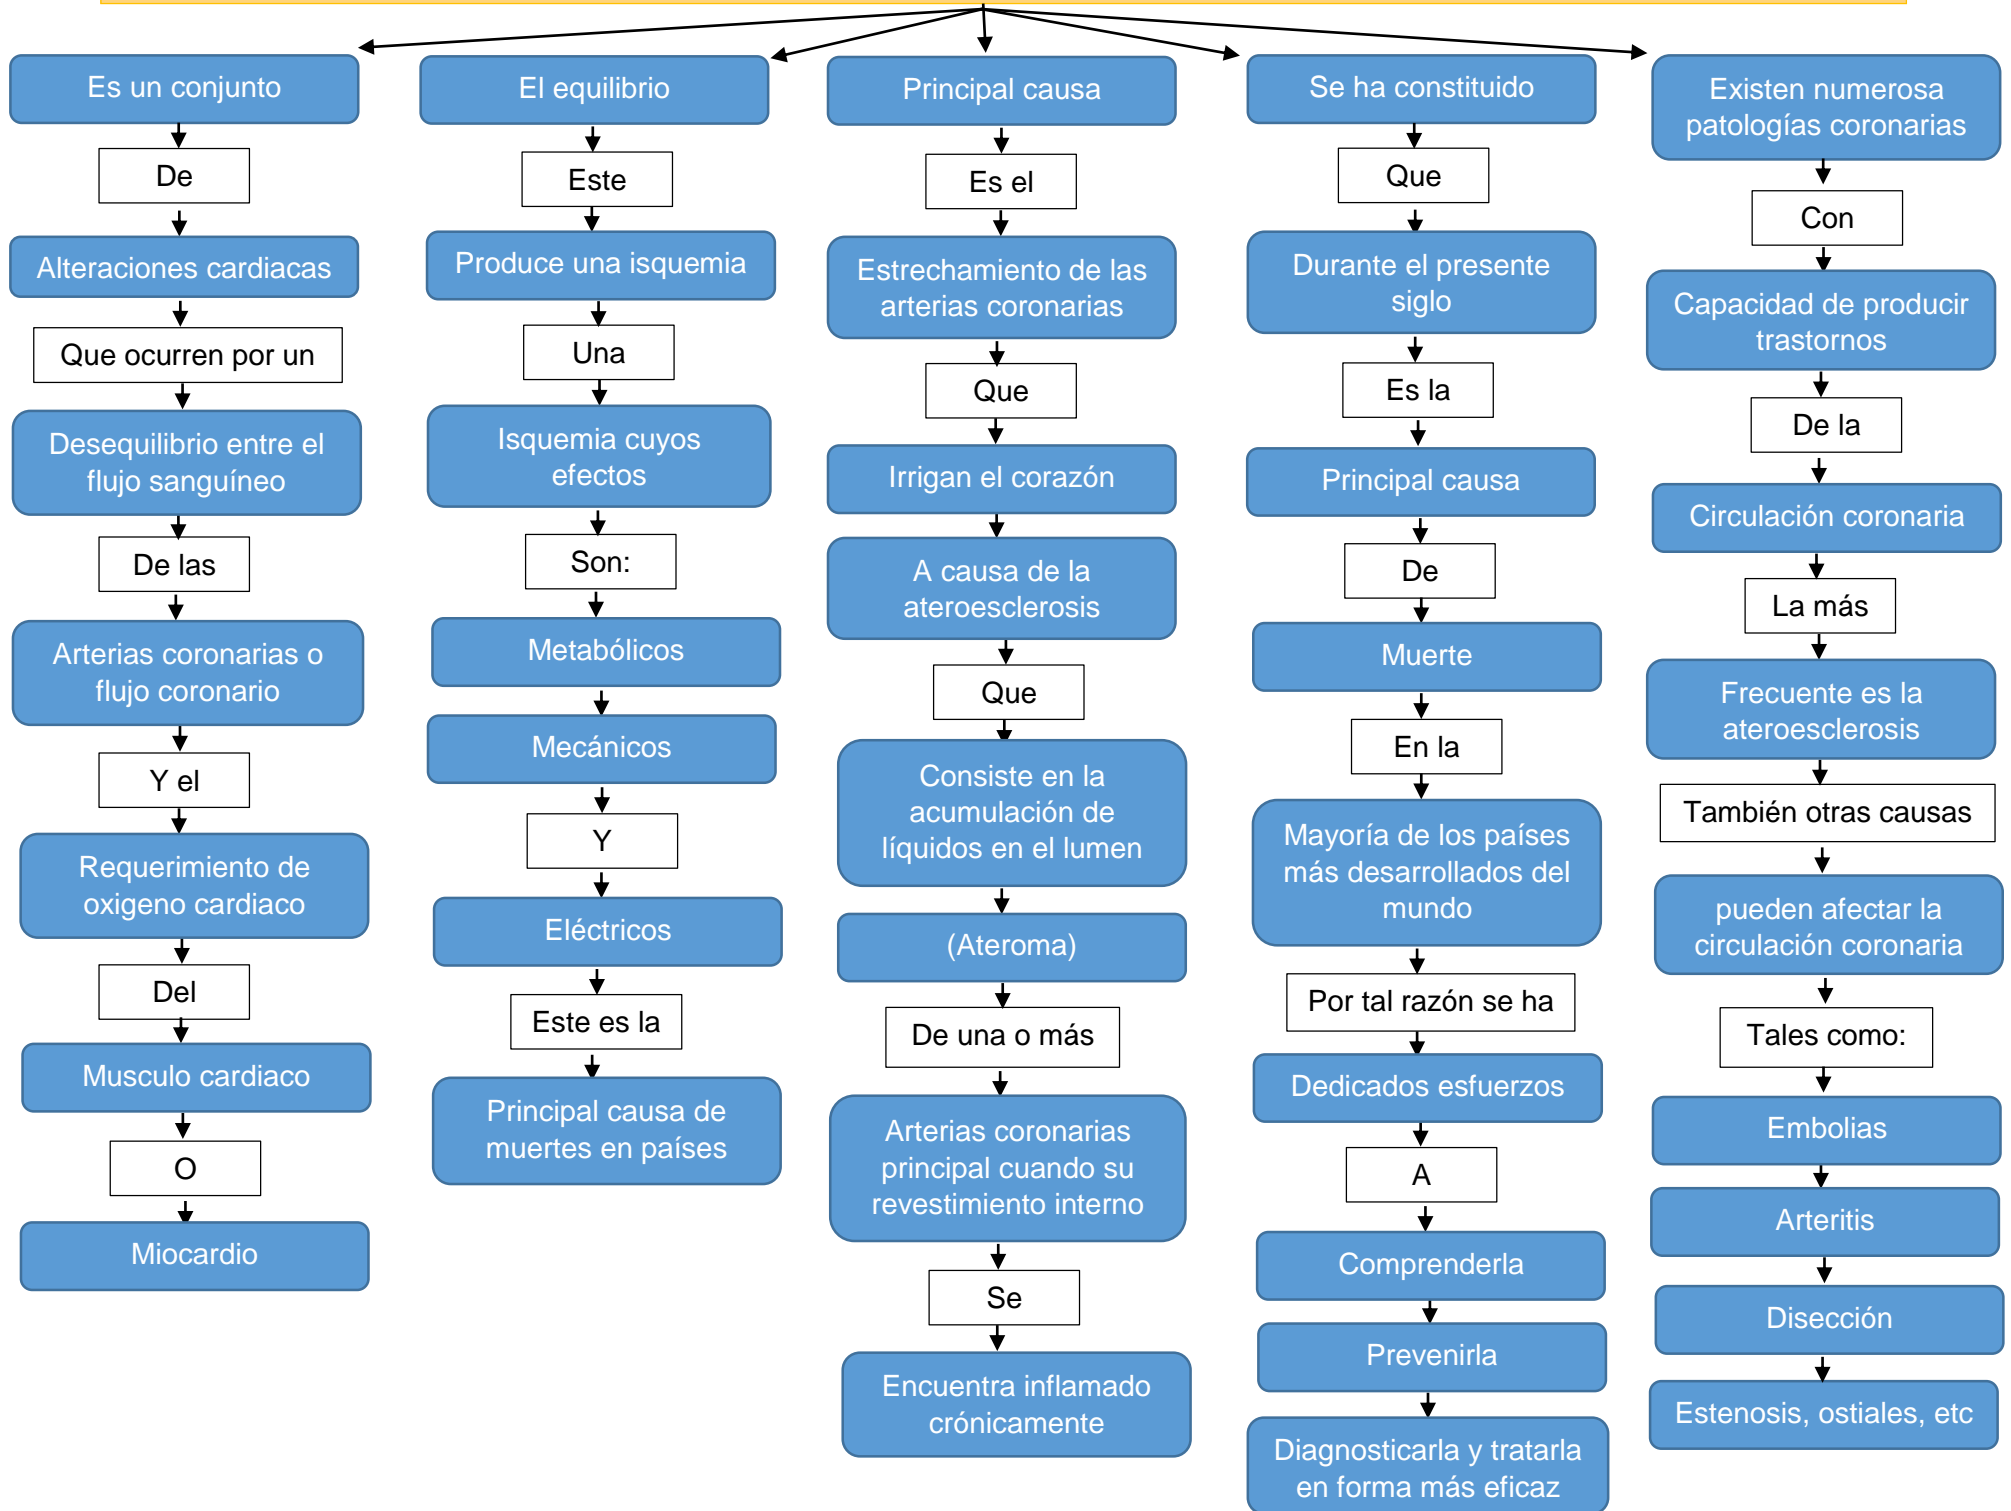 Es un conjunto
De
Alteraciones cardiacas
Que ocurren por un
Desequilibrio entre el
flujo sanguíneo
De las
Arterias coronarias o
flujo coronario
Y el
Requerimiento de
oxigeno cardiaco
Del
Musculo cardiaco
O
Miocardio
El equilibrio
Este
Produce una isquemia
Una
Isquemia cuyos
efectos
Son:
Metabólicos
Mecánicos
Y
Eléctricos
Este es la
Principal causa de
muertes en países
Principal causa
Es el
Estrechamiento de las
arterias coronarias
Que
Irrigan el corazón
A causa de la
ateroesclerosis
Que
Consiste en la
acumulación de
líquidos en el lumen
(Ateroma)
De una o más
Arterias coronarias
principal cuando su
revestimiento interno
Se
Encuentra inflamado
crónicamente
Se ha constituido
Que
Durante el presente
siglo
Es la
Principal causa
De
Muerte
En la
Mayoría de los países
más desarrollados del
mundo
Por tal razón se ha
Dedicados esfuerzos
A
Comprenderla
Prevenirla
Diagnosticarla y tratarla
en forma más eficaz
Existen numerosa
patologías coronarias
Con
Capacidad de producir
trastornos
De la
Circulación coronaria
La más
Frecuente es la
ateroesclerosis
También otras causas
pueden afectar la
circulación coronaria
Tales como:
Embolias
Arteritis
Disección
Estenosis, ostiales, etc